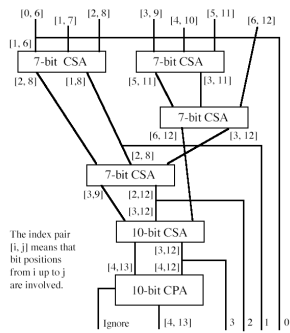 [0, 6] [2, 8] [3, 9] [5, 11] [6, 12]
[1, 7] [4, 10]
[1, 6]
7-bit CSA 7-bit CSA
[2, 8] [1,8] [5, 11] [3, 11]
7-bit CSA
[6, 12] [3, 12]
[2, 8]
7-bit CSA
[3,9] [2,12]
[3,12]
The index pair
[i, j] means that
bit positions
from i up to j
are involved.
10-bit CSA
[3,12]
[4,13] [4,12]
10-bit CPA
Ignore [4, 13] 3 2 1 0